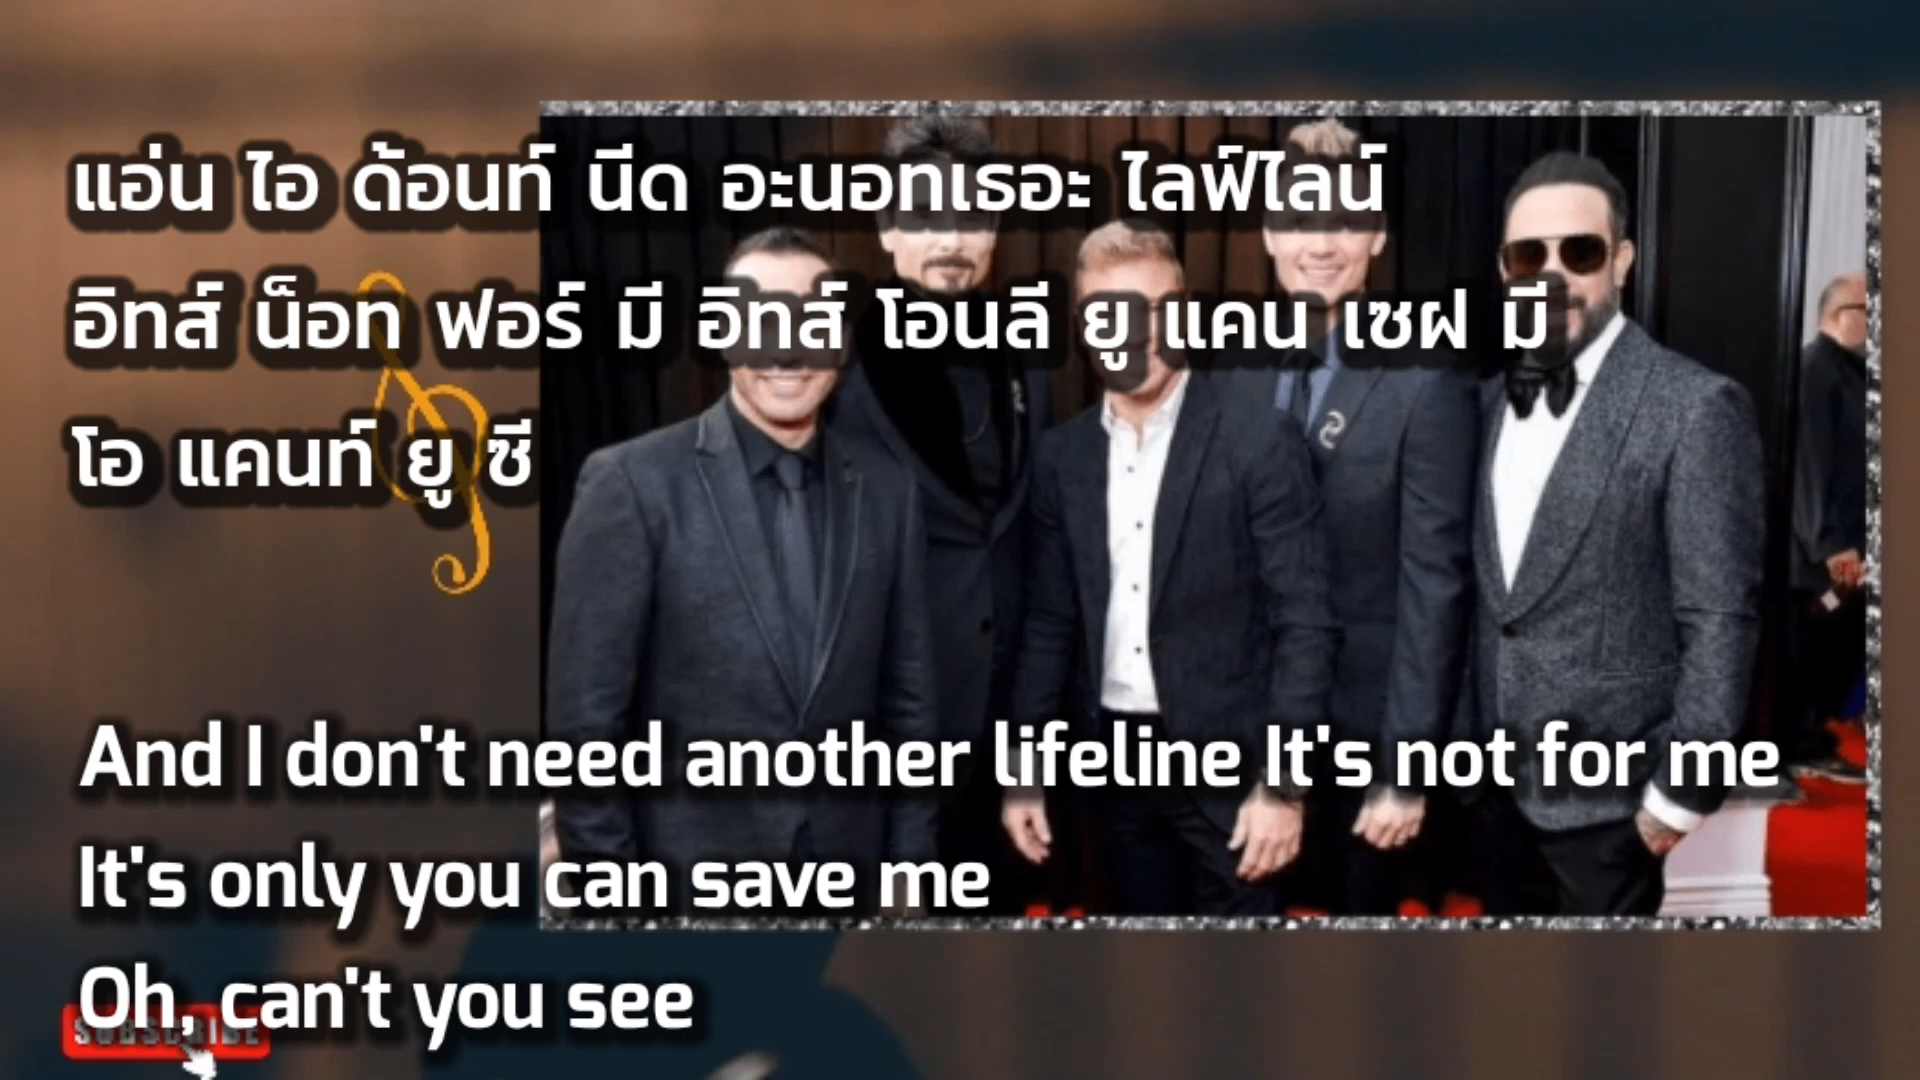 แอ่น ไอ ด้อนท์ นีด อะนอทเธอะ ไลฟ์ไลน์
อิทส์ น็อท ฟอร์ มี อิทส์ โอนลี ยู แคน เซฝ มี
โอ แคนท์ ยู ซี
And I don't need another lifeline It's not for me
It's only you can save me
Oh, can't you see
SUBSCRIBE